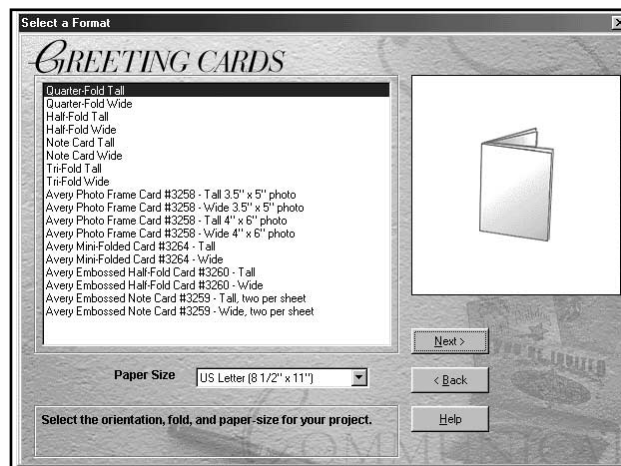 Select a Format
GREETING CARDS
Quarter-Fold Tall
Quarter-Fold Wide
Half-Fold Tall
Half-Fold Wide
Note Card Tall
Note Card Wide
Tri-Fold Tall
Tri-Fold Wide
Avery Photo Frame Card #3258 - Tall 3.5" x 5" photo
Avery Photo Frame Card #3258 - Wide 3.5" x 5" photo
Avery Photo Frame Card #3258 - Tall 4" x 6" photo
Avery Photo Frame Card #3258 - Wide 4" x 6" photo
Avery Mini-Folded Card #3264 - Tall
Avery Mini-Folded Card #3264 - Wide
Avery Embossed Half-Fold Card #3260 - Tall
Avery Embossed Half-Fold Card #3260 - Wide
Avery Embossed Note Card #3259 - Tall, two per sheet
Avery Embossed Note Card #3259 - Wide, two per sheet
Next >
Paper Size US Letter (8 1/2" x 11")
< Back
Select the orientation, fold, and paper-size for your project.
Help